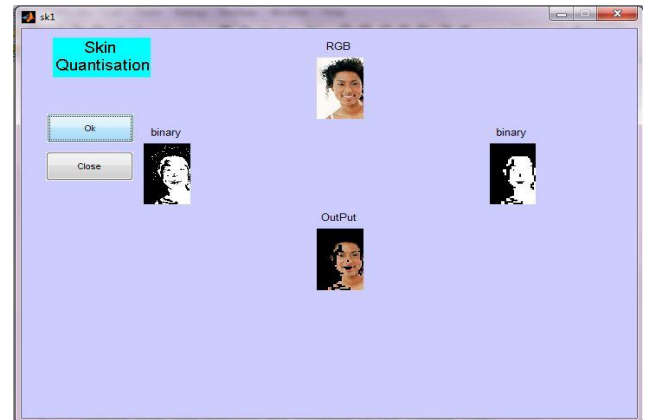 sk1
Skin
Quantisation
RGB
Ok
binary
binary
Close
OutPut